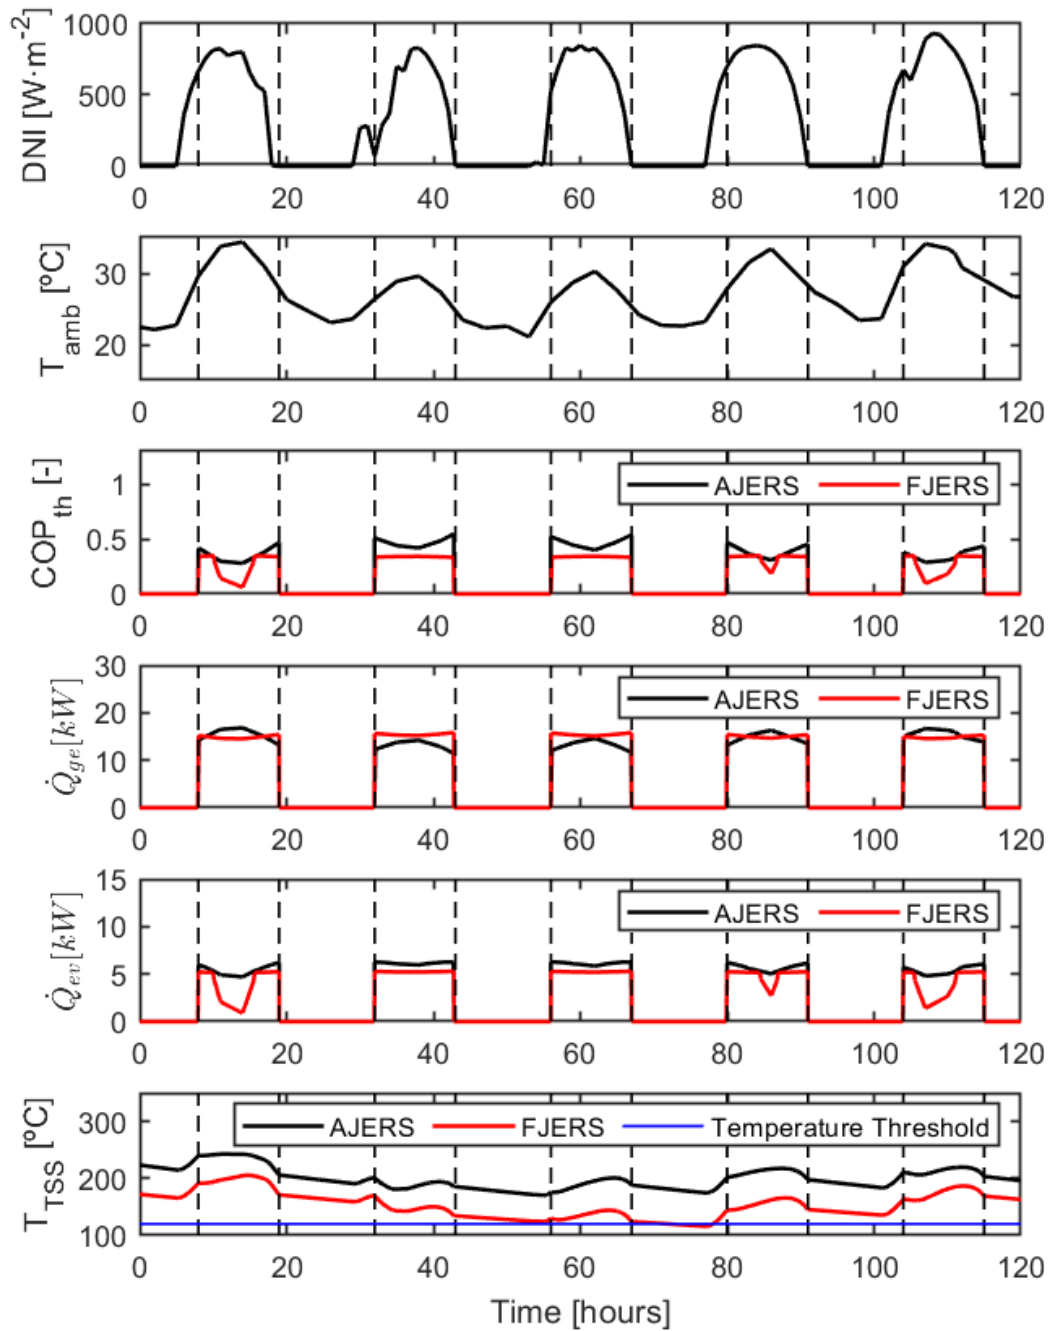 DNI [W·m⁻²]
1000
500
0
0 20 40 60 80 100 120
T_amb [ºC]
30
20
0 20 40 60 80 100 120
COP_th [-]
1
0.5
0
AJERS FJERS
0 20 40 60 80 100 120
Q̇_ge[kW]
30
20
10
0
AJERS FJERS
0 20 40 60 80 100 120
Q̇_ev[kW]
15
10
5
0
AJERS FJERS
0 20 40 60 80 100 120
T_TSS [ºC]
300
200
100
AJERS FJERS Temperature Threshold
0 20 40 60 80 100 120
Time [hours]